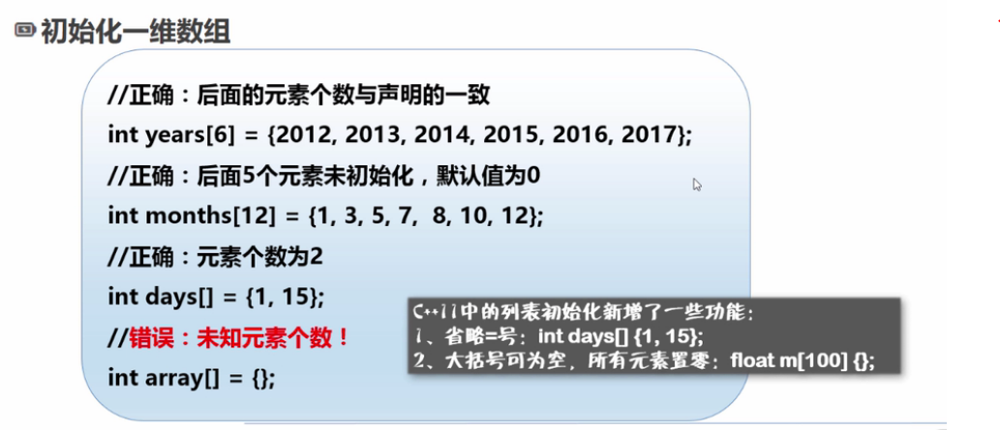 初始化一维数组
//正确：后面的元素个数与声明的一致
int years[6] = {2012, 2013, 2014, 2015, 2016, 2017};
//正确：后面5个元素未初始化，默认值为0
int months[12] = {1, 3, 5, 7, 8, 10, 12};
//正确：元素个数为2
int days[] = {1, 15};
//错误：未知元素个数！
int array[] = {};
C++11中的列表初始化新增了一些功能：
1、省略=号：int days[] {1, 15};
2、大括号可为空，所有元素置零：float m[100] {};